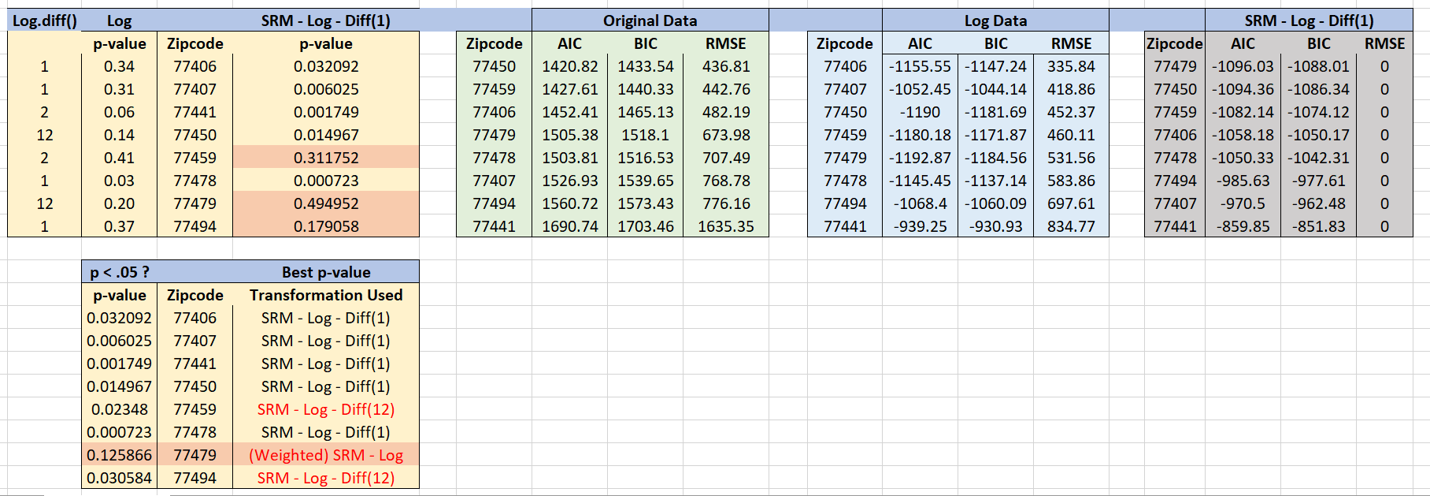 Log.diff() Log SRM - Log - Diff(1) Original Data Log Data SRM - Log - Diff(1)
p-value Zipcode p-value Zipcode AIC BIC RMSE Zipcode AIC BIC RMSE Zipcode AIC BIC RMSE
1 0.34 77406 0.032092 77450 1420.82 1433.54 436.81 77406 -1155.55 -1147.24 335.84 77479 -1096.03 -1088.01 0
1 0.31 77407 0.006025 77459 1427.61 1440.33 442.76 77407 -1052.45 -1044.14 418.86 77450 -1094.36 -1086.34 0
2 0.06 77441 0.001749 77406 1452.41 1465.13 482.19 77450 -1190 -1181.69 452.37 77459 -1082.14 -1074.12 0
12 0.14 77450 0.014967 77479 1505.38 1518.1 673.98 77459 -1180.18 -1171.87 460.11 77406 -1058.18 -1050.17 0
2 0.41 77459 0.311752 77478 1503.81 1516.53 707.49 77479 -1192.87 -1184.56 531.56 77478 -1050.33 -1042.31 0
1 0.03 77478 0.000723 77407 1526.93 1539.65 768.78 77478 -1145.45 -1137.14 583.86 77494 -985.63 -977.61 0
12 0.20 77479 0.494952 77494 1560.72 1573.43 776.16 77494 -1068.4 -1060.09 697.61 77407 -970.5 -962.48 0
1 0.37 77494 0.179058 77441 1690.74 1703.46 1635.35 77441 -939.25 -930.93 834.77 77441 -859.85 -851.83 0
p < .05 ? Best p-value
p-value Zipcode Transformation Used
0.032092 77406 SRM - Log - Diff(1)
0.006025 77407 SRM - Log - Diff(1)
0.001749 77441 SRM - Log - Diff(1)
0.014967 77450 SRM - Log - Diff(1)
0.02348 77459 SRM - Log - Diff(12)
0.000723 77478 SRM - Log - Diff(1)
0.125866 77479 (Weighted) SRM - Log
0.030584 77494 SRM - Log - Diff(12)